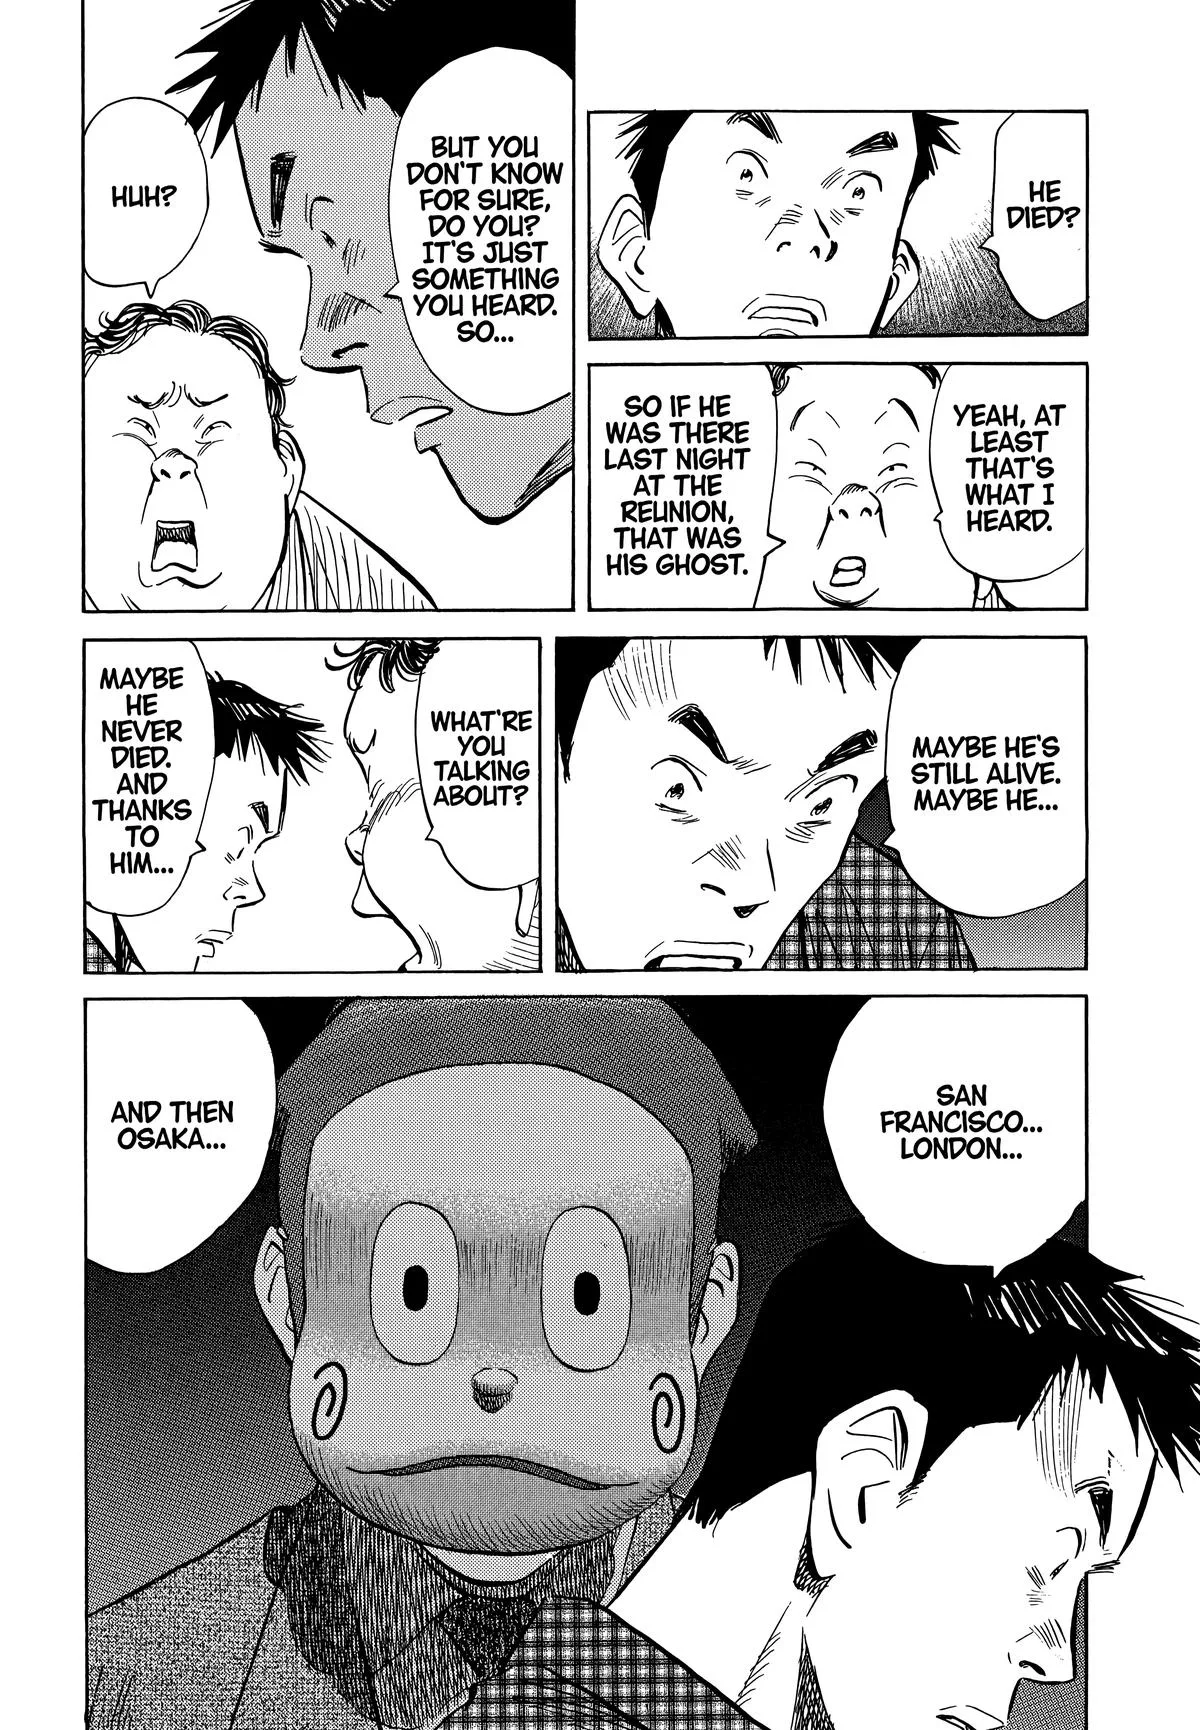 HE
DIED?
YEAH, AT
LEAST
THAT'S
WHAT I
HEARD.
SO IF HE
WAS THERE
LAST NIGHT
AT THE
REUNION,
THAT WAS
HIS GHOST.
BUT YOU
DON'T KNOW
FOR SURE,
DO YOU?
IT'S JUST
SOMETHING
YOU HEARD.
SO...
HUH?
MAYBE HE'S
STILL ALIVE.
MAYBE HE...
WHAT'RE
YOU
TALKING
ABOUT?
MAYBE
HE
NEVER
DIED.
AND
THANKS
TO
HIM...
SAN
FRANCISCO...
LONDON...
AND THEN
OSAKA...